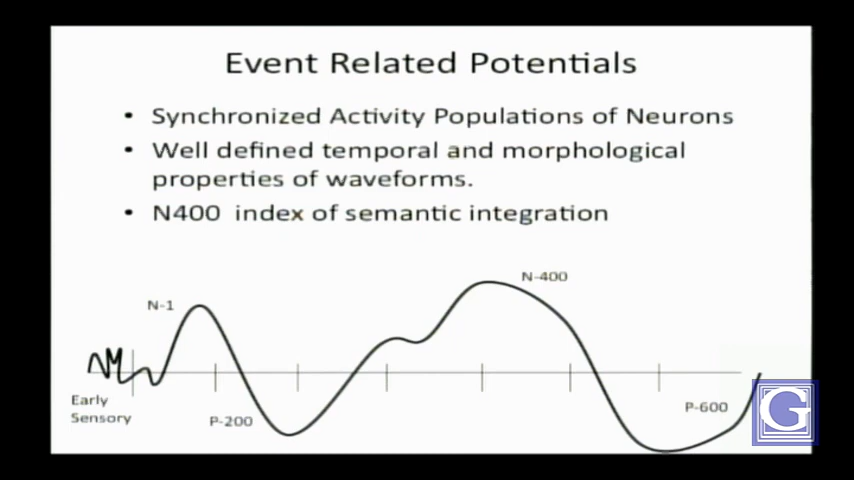 Event Related Potentials
• Synchronized Activity Populations of Neurons
• Well defined temporal and morphological
properties of waveforms.
• N400 index of semantic integration
N-400
N-1
Early
Sensory
P-200
P-600
G